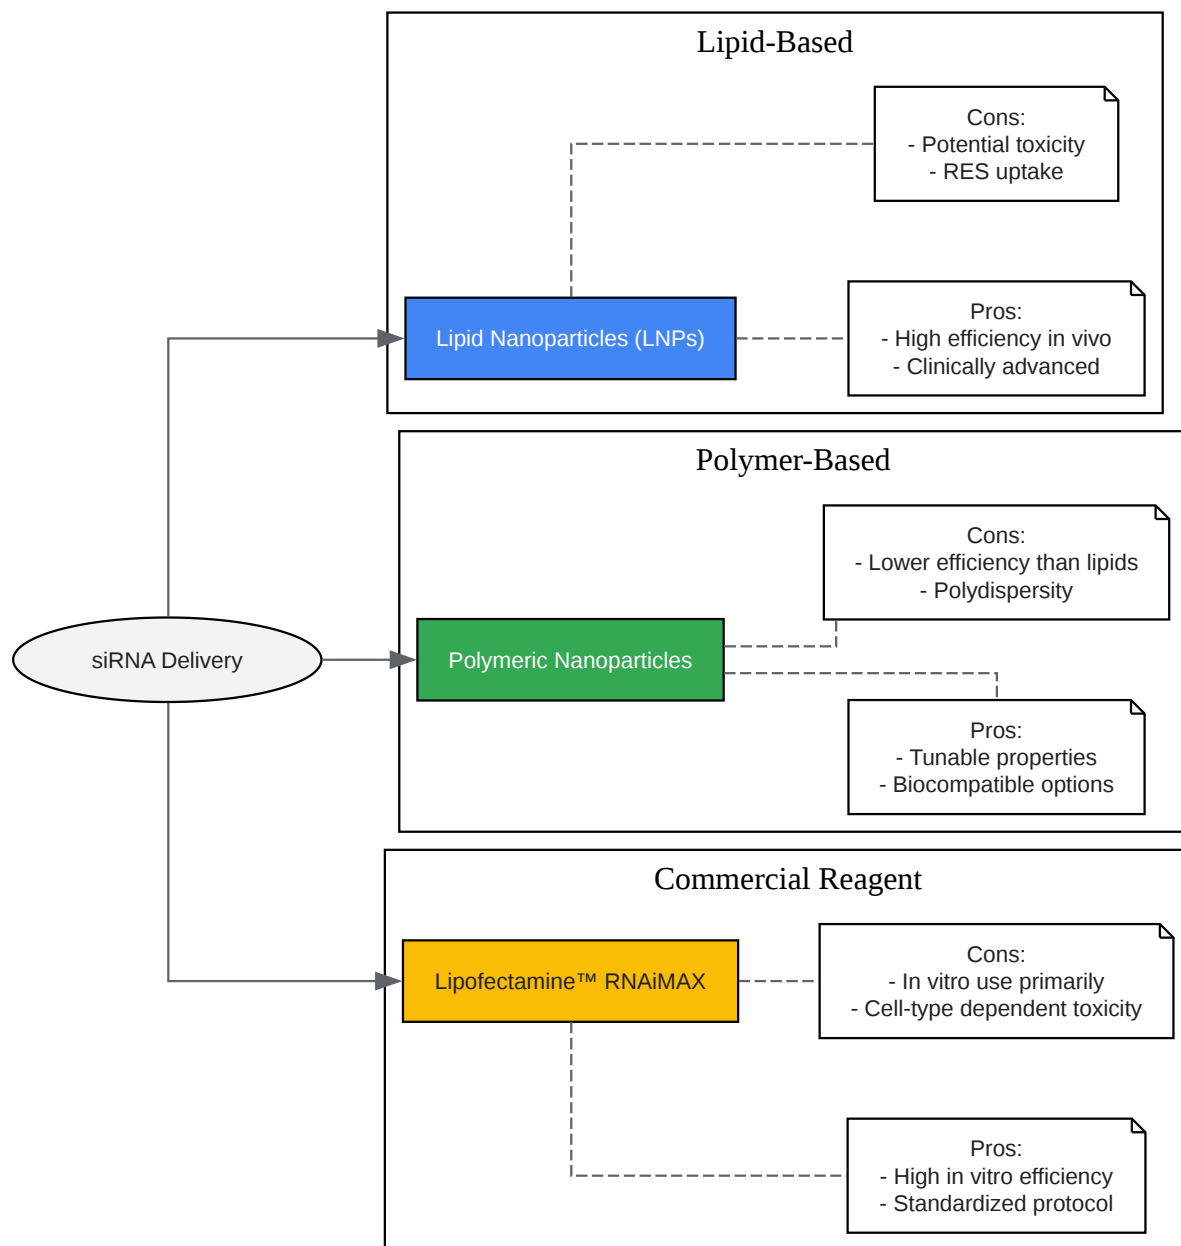 Lipid-Based
Cons:
- Potential toxicity
- RES uptake
Lipid Nanoparticles (LNPs)
Pros:
- High efficiency in vivo
- Clinically advanced
Polymer-Based
Cons:
- Lower efficiency than lipids
- Polydispersity
siRNA Delivery
Polymeric Nanoparticles
Pros:
- Tunable properties
- Biocompatible options
Commercial Reagent
Lipofectamine™ RNAiMAX
Cons:
- In vitro use primarily
- Cell-type dependent toxicity
Pros:
- High in vitro efficiency
- Standardized protocol